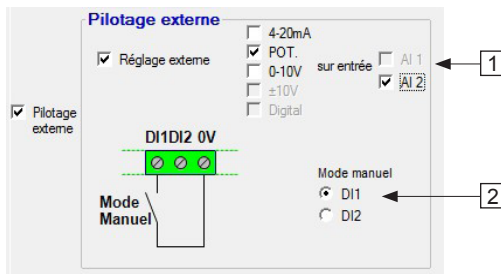 Pilotage externe
4-20mA
POT.
0-10V
±10V
Digital
Réglage externe
sur entrée
AI 1
AI 2
1
Pilotage
externe
DI1DI2 0V
Mode
Manuel
Mode manuel
DI1
DI2
2